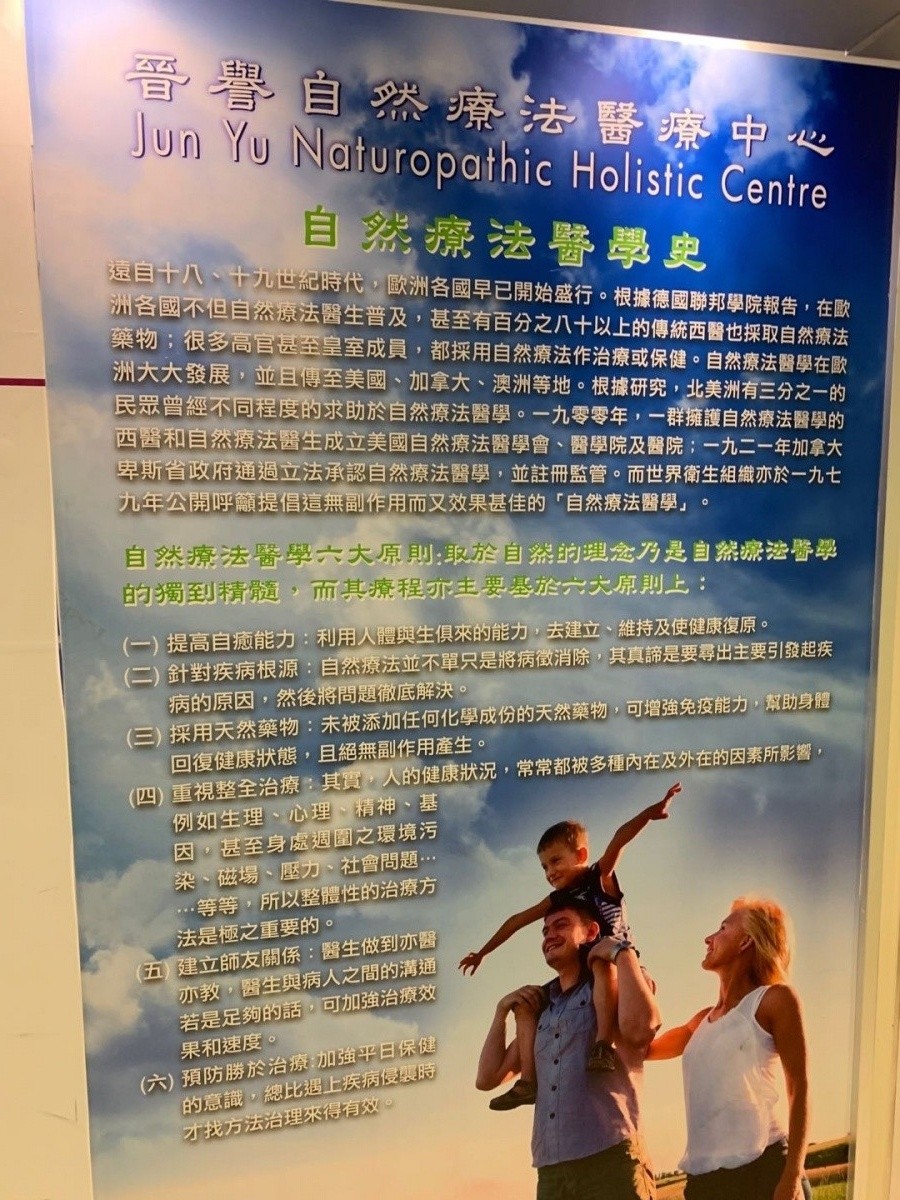 晉譽自然療法醫療中心
Jun Yu Naturopathic Holistic Centre
自然療法醫學史
遠自十八、十九世紀時代，歐洲各國早已開始盛行。根據德國聯邦學院報告，在歐
洲各國不但自然療法醫生普及，甚至有百分之八十以上的傳統西醫也採取自然療法
藥物；很多高官甚至皇室成員，都採用自然療法作治療或保健。自然療法醫學在歐
洲大大發展，並且傳至美國、加拿大、澳洲等地。根據研究，北美洲有三分之一的
民眾曾經不同程度的求助於自然療法醫學。一九零零年，一群擁護自然療法醫學的
西醫和自然療法醫生成立美國自然療法醫學會、醫學院及醫院；一九二一年加拿大
卑斯省政府通過立法承認自然療法醫學，並註冊監管。而世界衛生組織亦於一九七
九年公開呼籲提倡這無副作用而又效果甚佳的「自然療法醫學」。
自然療法醫學六大原則:取於自然的理念乃是自然療法醫學
的獨到精髓，而其療程亦主要基於六大原則上：
(一) 提高自癒能力：利用人體與生俱來的能力，去建立、維持及使健康復原。
(二) 針對疾病根源：自然療法並不單只是將病徵消除，其真諦是要尋出主要引發起疾
病的原因，然後將問題徹底解決。
(三) 採用天然藥物：未被添加任何化學成份的天然藥物，可增強免疫能力，幫助身體
回復健康狀態，且絕無副作用產生。
(四) 重視整全治療：其實，人的健康狀況，常常都被多種內在及外在的因素所影響，
例如生理、心理、精神、基
因，甚至身處週圍之環境污
染、磁場、壓力、社會問題…
…等等，所以整體性的治療方
法是極之重要的。
(五) 建立師友關係：醫生做到亦醫
亦教，醫生與病人之間的溝通
若是足夠的話，可加強治療效
果和速度。
(六) 預防勝於治療:加強平日保健
的意識，總比遇上疾病侵襲時
才找方法治理來得有效。